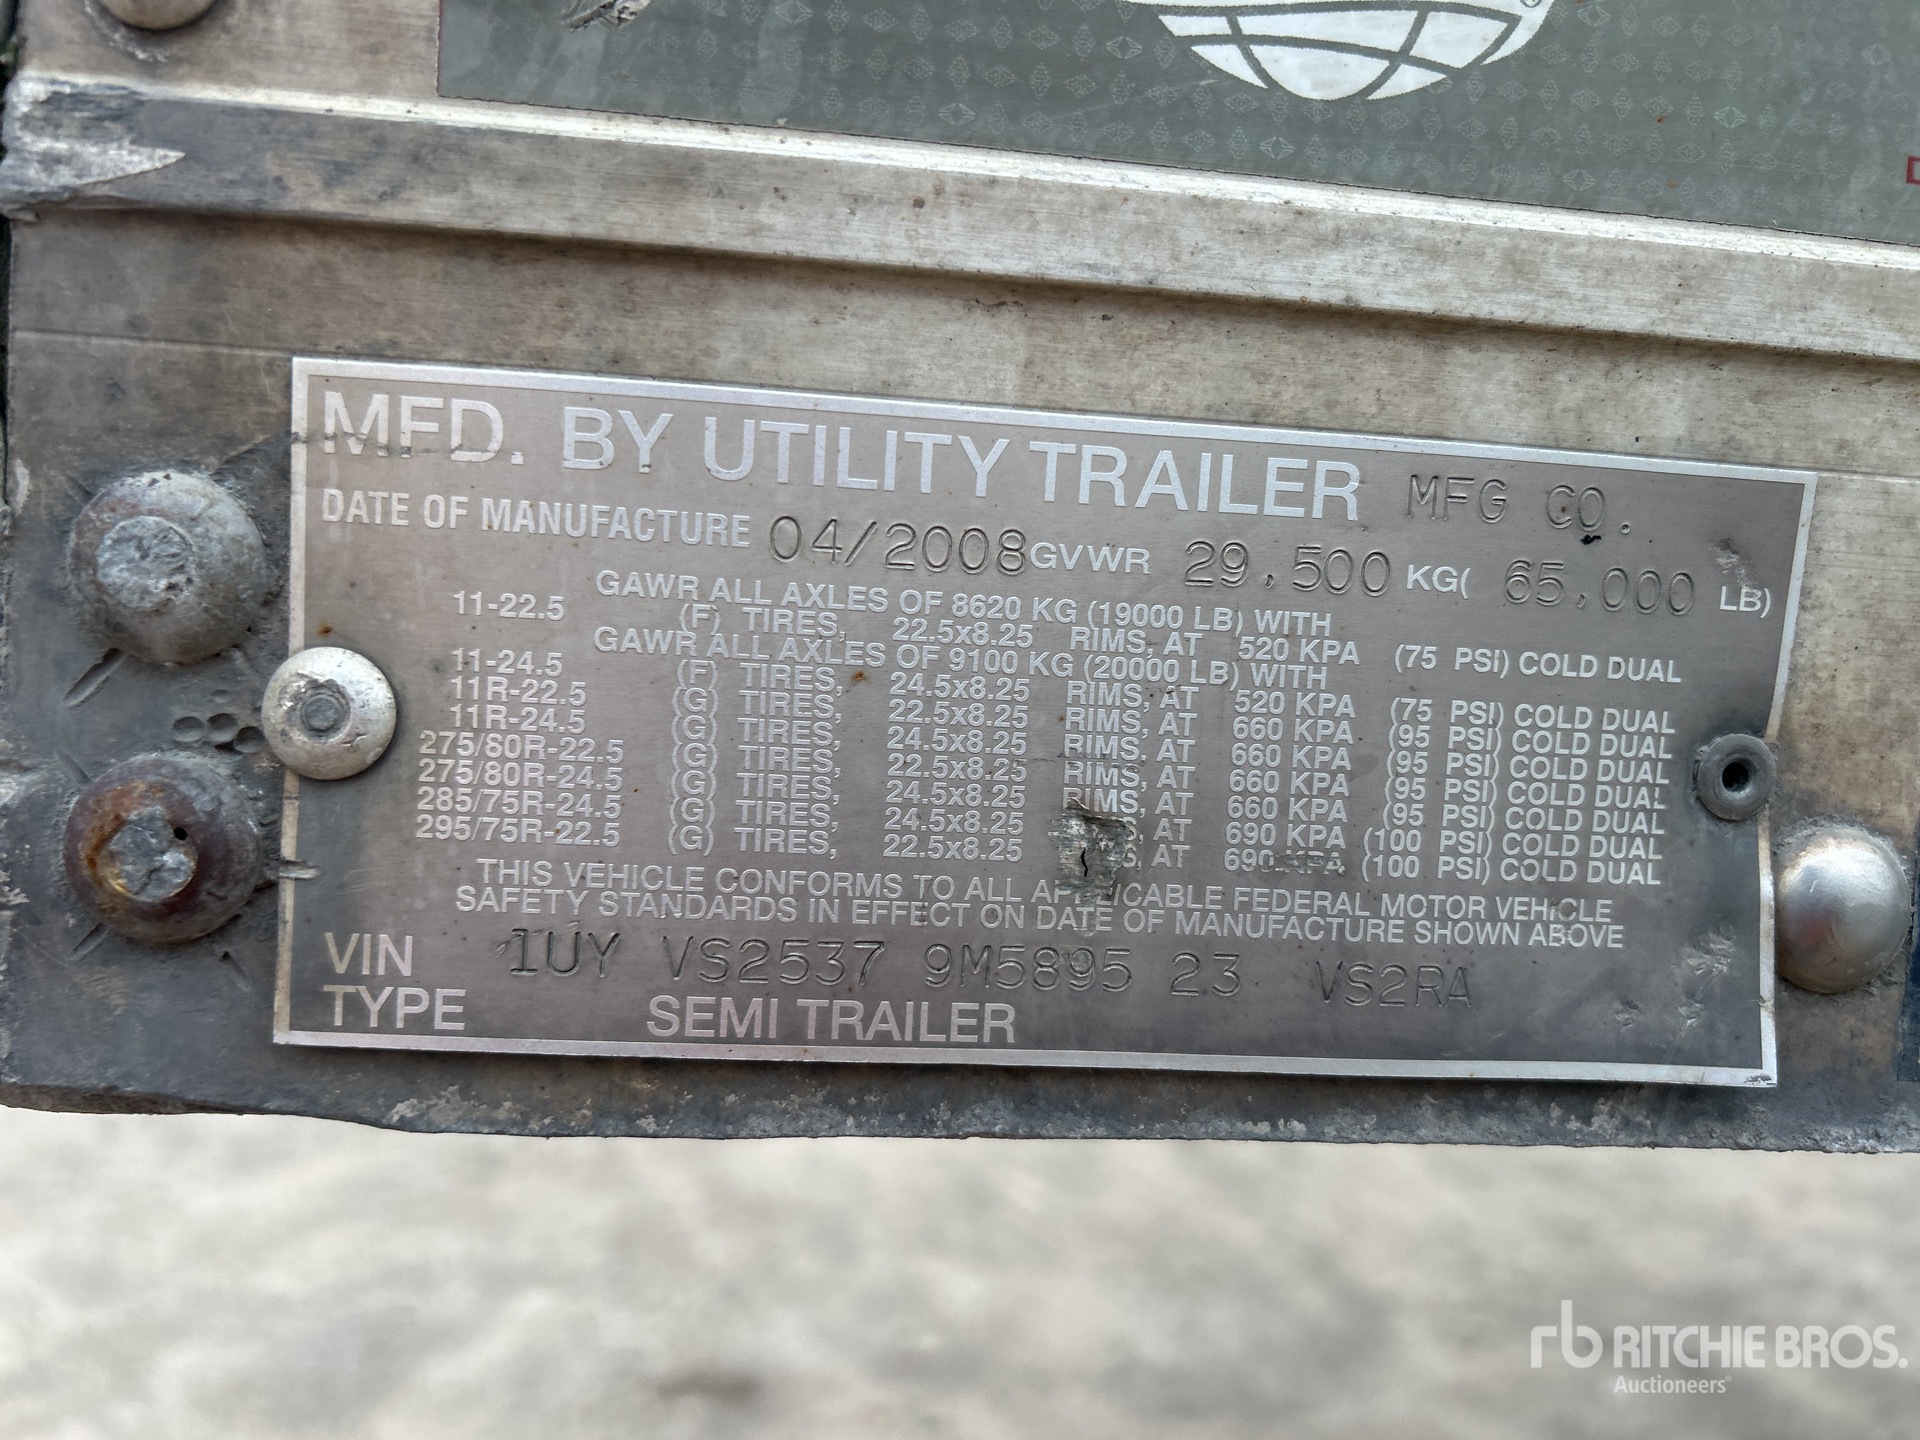 MFD. BY UTILITY TRAILER MFG CO.
DATE OF MANUFACTURE 04/2008 GVWR 29,500 KG( 65,000 LB)
GAWR ALL AXLES OF 8620 KG (19000 LB) WITH
11-22.5 (F) TIRES, 22.5x8.25 RIMS, AT 520 KPA (75 PSI) COLD DUAL
GAWR ALL AXLES OF 9100 KG (20000 LB) WITH
11-24.5 (F) TIRES, 24.5x8.25 RIMS, AT 520 KPA (75 PSI) COLD DUAL
11R-22.5 (G) TIRES, 22.5x8.25 RIMS, AT 660 KPA (95 PSI) COLD DUAL
11R-24.5 (G) TIRES, 24.5x8.25 RIMS, AT 660 KPA (95 PSI) COLD DUAL
275/80R-22.5 (G) TIRES, 22.5x8.25 RIMS, AT 660 KPA (95 PSI) COLD DUAL
275/80R-24.5 (G) TIRES, 24.5x8.25 RIMS, AT 660 KPA (95 PSI) COLD DUAL
285/75R-24.5 (G) TIRES, 24.5x8.25 AT 690 KPA (100 PSI) COLD DUAL
295/75R-22.5 (G) TIRES, 22.5x8.25 AT 690 KPA (100 PSI) COLD DUAL
THIS VEHICLE CONFORMS TO ALL APPLICABLE FEDERAL MOTOR VEHICLE
SAFETY STANDARDS IN EFFECT ON DATE OF MANUFACTURE SHOWN ABOVE
VIN 1UY VS2537 9M5895 23 VS2RA
TYPE SEMI TRAILER
rb RITCHIE BROS.
Auctioneers